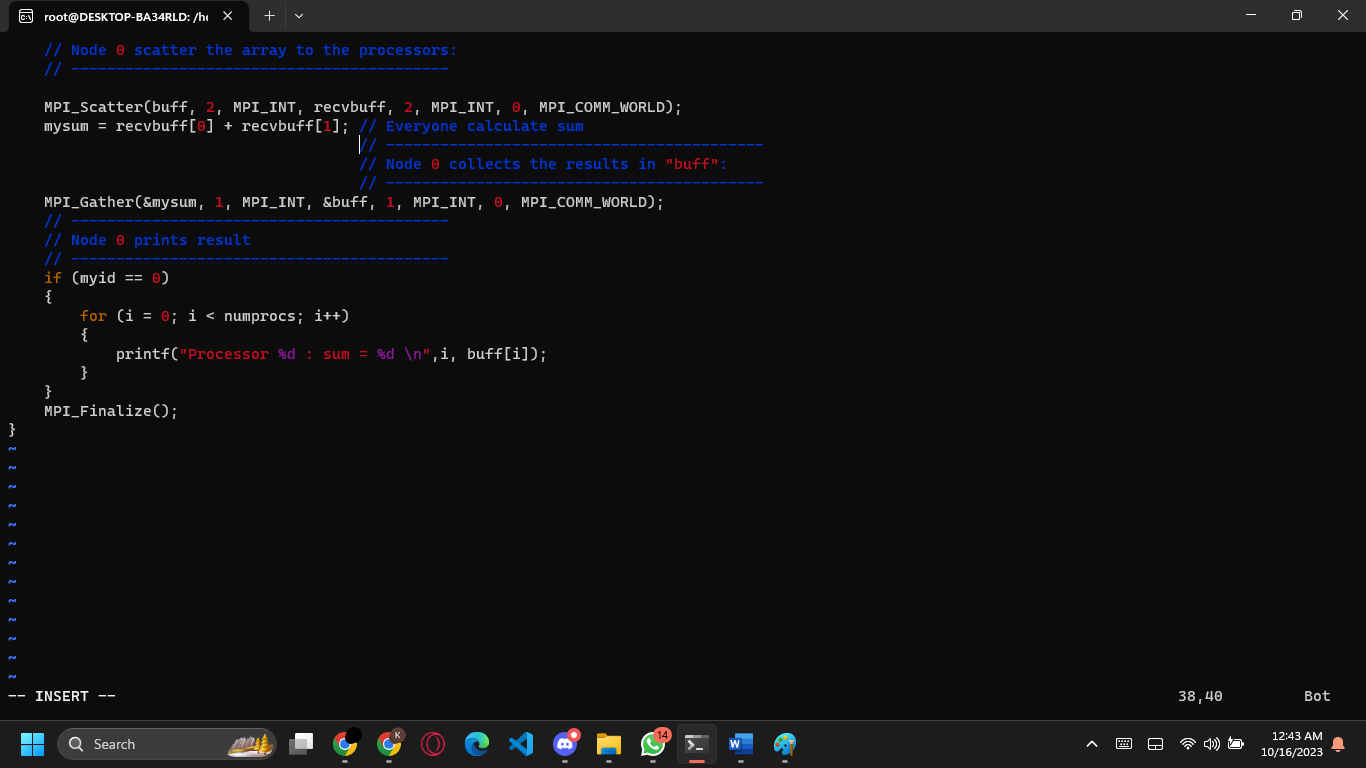 root@DESKTOP-BA34RLD: /ho
// Node 0 scatter the array to the processors:
// ------------------------------------------
MPI_Scatter(buff, 2, MPI_INT, recvbuff, 2, MPI_INT, 0, MPI_COMM_WORLD);
mysum = recvbuff[0] + recvbuff[1]; // Everyone calculate sum
// ------------------------------------------
// Node 0 collects the results in "buff":
// ------------------------------------------
MPI_Gather(&mysum, 1, MPI_INT, &buff, 1, MPI_INT, 0, MPI_COMM_WORLD);
// ------------------------------------------
// Node 0 prints result
// ------------------------------------------
if (myid == 0)
{
for (i = 0; i < numprocs; i++)
{
printf("Processor %d : sum = %d \n",i, buff[i]);
}
}
MPI_Finalize();
}
~
~
~
~
~
~
~
~
~
~
~
~
~
-- INSERT --
38,40
Bot
Search
K
14
12:43 AM
10/16/2023